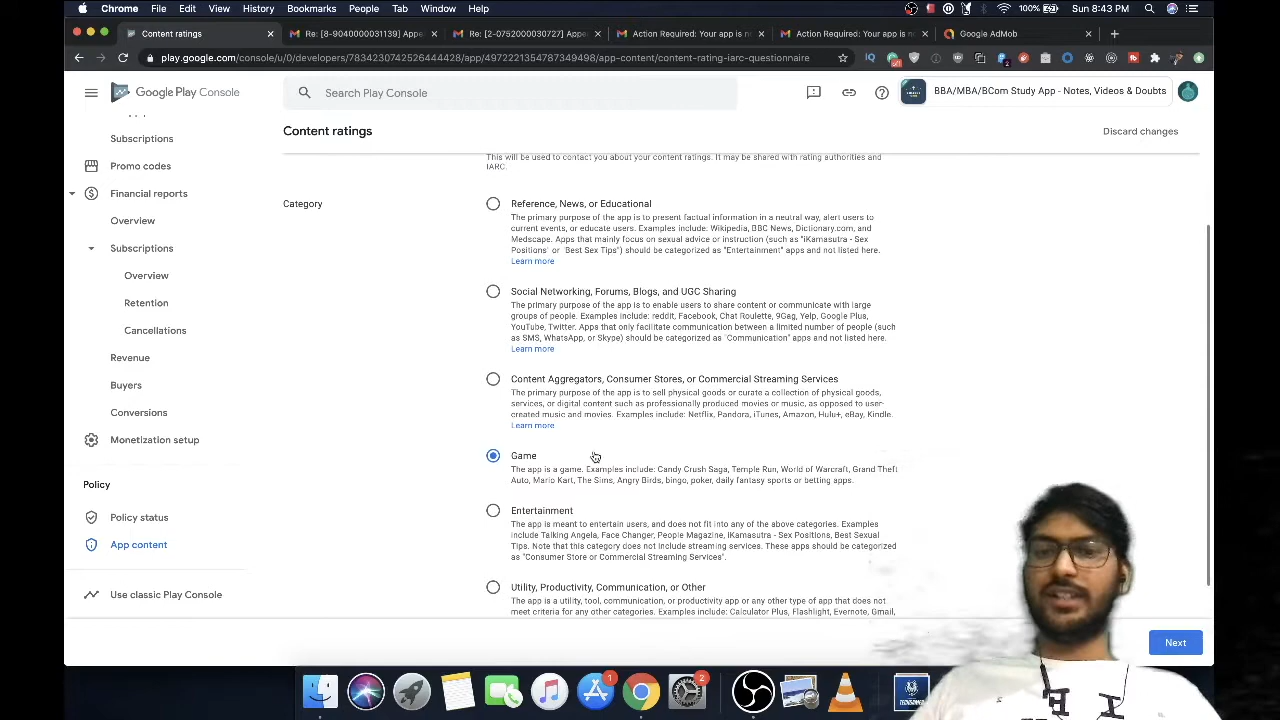 Chrome File Edit View History Bookmarks People Tab Window Help 100% Sun 8:43 PM
Content ratings Re: [8-9040000031139] Appe Re: [2-0752000030727] Appe Action Required: Your app is n Action Required: Your app is n Google AdMob
play.google.com/console/u/0/developers/7834230742526444428/app/4972221354787349498/app-content/content-rating-iarc-questionnaire
Google Play Console
Search Play Console
BBA/MBA/BCom Study App - Notes, Videos & Doubts
Content ratings
Discard changes
Subscriptions
Promo codes
Financial reports
Overview
Subscriptions
Overview
Retention
Cancellations
Revenue
Buyers
Conversions
Monetization setup
Policy
Policy status
App content
Use classic Play Console
This will be used to contact you about your content ratings. It may be shared with rating authorities and
IARC.
Category
Reference, News, or Educational
The primary purpose of the app is to present factual information in a neutral way, alert users to
current events, or educate users. Examples include: Wikipedia, BBC News, Dictionary.com, and
Medscape. Apps that mainly focus on sexual advice or instruction (such as "iKamasutra - Sex
Positions" or "Best Sex Tips") should be categorized as "Entertainment" apps and not listed here.
Learn more
Social Networking, Forums, Blogs, and UGC Sharing
The primary purpose of the app is to enable users to share content or communicate with large
groups of people. Examples include: reddit, Facebook, Chat Roulette, 9Gag, Yelp, Google Plus,
YouTube, Twitter. Apps that only facilitate communication between a limited number of people (such
as SMS, WhatsApp, or Skype) should be categorized as "Communication" apps and not listed here.
Learn more
Content Aggregators, Consumer Stores, or Commercial Streaming Services
The primary purpose of the app is to sell physical goods or curate a collection of physical goods,
services, or digital content such as professionally produced movies or music, as opposed to user-
created music and movies. Examples include: Netflix, Pandora, iTunes, Amazon, Hulu+, eBay, Kindle.
Learn more
Game
The app is a game. Examples include: Candy Crush Saga, Temple Run, World of Warcraft, Grand Theft
Auto, Mario Kart, The Sims, Angry Birds, bingo, poker, daily fantasy sports or betting apps.
Entertainment
The app is meant to entertain users, and does not fit into any of the above categories. Examples
include Talking Angela, Face Changer, People Magazine, iKamasutra - Sex Positions, Best Sexual
Tips. Note that this category does not include streaming services. These apps should be categorized
as "Consumer Store or Commercial Streaming Services".
Utility, Productivity, Communication, or Other
The app is a utility, tool, communication, or productivity app or any other type of app that does not
meet criteria for any other categories. Examples include: Calculator Plus, Flashlight, Evernote, Gmail,
Next
1
2